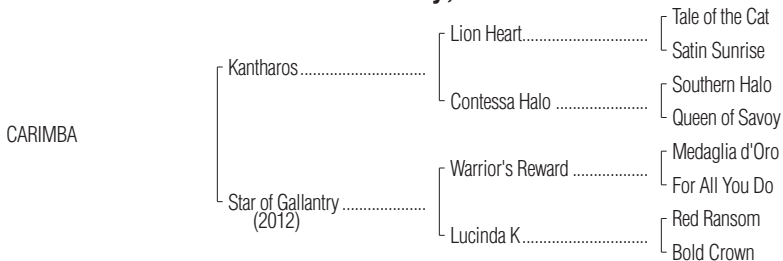 Tale of the Cat
Lion Heart..............................
Satin Sunrise
Kantharos..............................
Southern Halo
Contessa Halo ......................
Queen of Savoy
CARIMBA
Medaglia d'Oro
Warrior's Reward ..................
For All You Do
Star of Gallantry ....................
(2012)
Red Ransom
Lucinda K..............................
Bold Crown